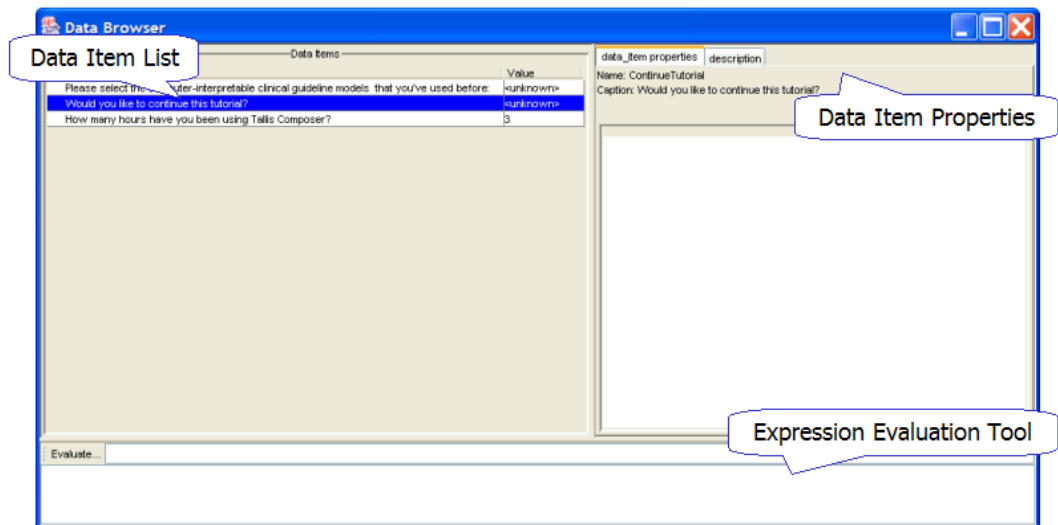 Data Browser
Data Item List
Data Items
Value
Please select the uter-interpretable clinical guideline models that you've used before: <unknown>
Would you like to continue this tutorial? <unknown>
How many hours have you been using Tallis Composer? 3
data_item properties description
Name: ContinueTutorial
Caption: Would you like to continue this tutorial?
Data Item Properties
Expression Evaluation Tool
Evaluate...